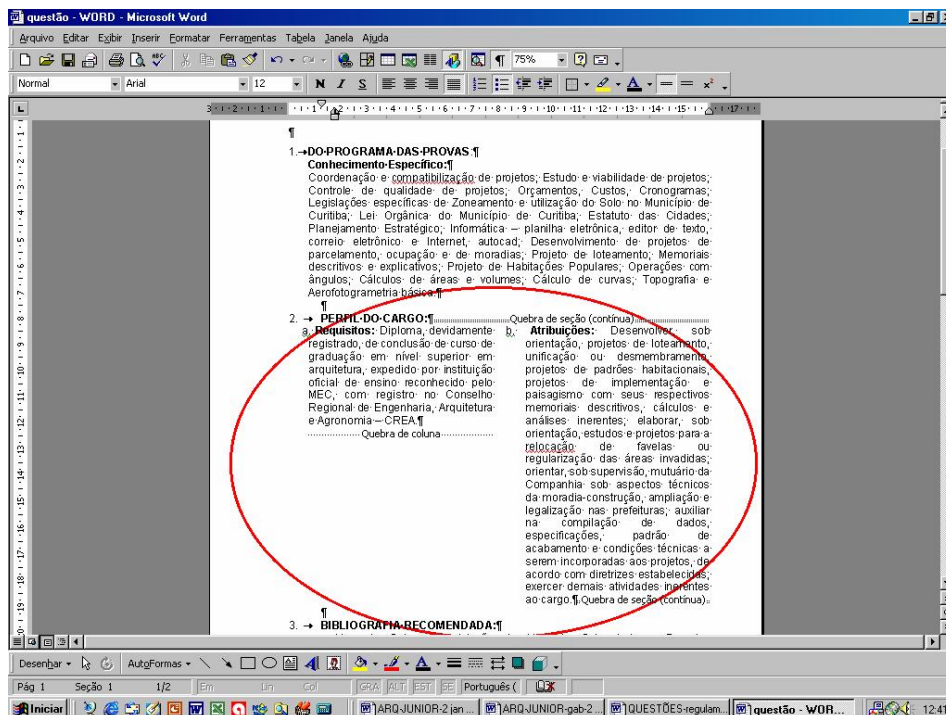 questão - WORD - Microsoft Word
Arquivo Editar Exibir Inserir Formatar Ferramentas Tabela Janela Ajuda
75%
Normal Arial 12 N I S
DO·PROGRAMA·DAS·PROVAS·¶
1.→DO·PROGRAMA·DAS·PROVAS·¶
Conhecimento·Específico:¶
Coordenação·e·compatibilização·de·projetos;·Estudo·e·viabilidade·de·projetos;·
Controle· de· qualidade· de· projetos;· Orçamentos,· Custos,· Cronogramas;·
Legislações·específicas·de·Zoneamento·e·utilização·do·Solo·no·Município·de·
Curitiba;· Lei· Orgânica· do· Município· de· Curitiba;· Estatuto· das· Cidades;·
Planejamento· Estratégico;· Informática· –· planilha· eletrônica,· editor· de· texto,·
correio· eletrônico· e· Internet,· autocad;· Desenvolvimento· de· projetos· de·
parcelamento,· ocupação· e· de· moradias;· Projeto· de· loteamento;· Memoriais·
descritivos·e·explicativos;·Projeto·de·Habitações·Populares;·Operações·com·
ângulos;· Cálculos· de· áreas· e· volumes;· Cálculo· de· curvas;· Topografia· e·
Aerofotogrametria·básica.¶
¶
2. → PERFIL·DO·CARGO:¶ Quebra de seção (contínua)
a. Requisitos:· Diploma,· devidamente·
registrado,·de·conclusão·de·curso·de·
graduação· em· nível· superior· em·
arquitetura,·expedido·por·instituição·
oficial·de·ensino·reconhecido·pelo·
MEC,· com· registro· no· Conselho·
Regional·de·Engenharia,·Arquitetura·
e·Agronomia·–·CREA.¶
Quebra de coluna
b. Atribuições:· Desenvolver,· sob·
orientação,·projetos·de·loteamento,·
unificação· ou· desmembramento,·
projetos·de·padrões·habitacionais,·
projetos· de· implementação· e·
paisagismo·com·seus·respectivos·
memoriais· descritivos,· cálculos· e·
análises· inerentes;· elaborar,· sob·
orientação,·estudos·e·projetos·para·a·
relocação· de· favelas· ou·
regularização·das·áreas·invadidas;·
orientar,·sob·supervisão,·mutuário·da·
Companhia· sob· aspectos· técnicos·
da·moradia-construção,·ampliação·e·
legalização·nas·prefeituras;·auxiliar·
na· compilação· de· dados,·
especificações,· padrão· de·
acabamento·e·condições·técnicas·a·
serem·incorporadas·aos·projetos,·de·
acordo·com·diretrizes·estabelecidas;·
exercer·demais·atividades·inerentes·
ao·cargo.¶ Quebra de seção (contínua)
¶
3. → BIBLIOGRAFIA·RECOMENDADA:¶
Desenhar AutoFormas
Pág 1 Seção 1 1/2 Em Lin Col GRA ALT EST SE Português (
Iniciar ARQ-JUNIOR-2 jan ... ARQ-JUNIOR-gab-2 ... QUESTÕES-regulam... questão - WOR... 12:41